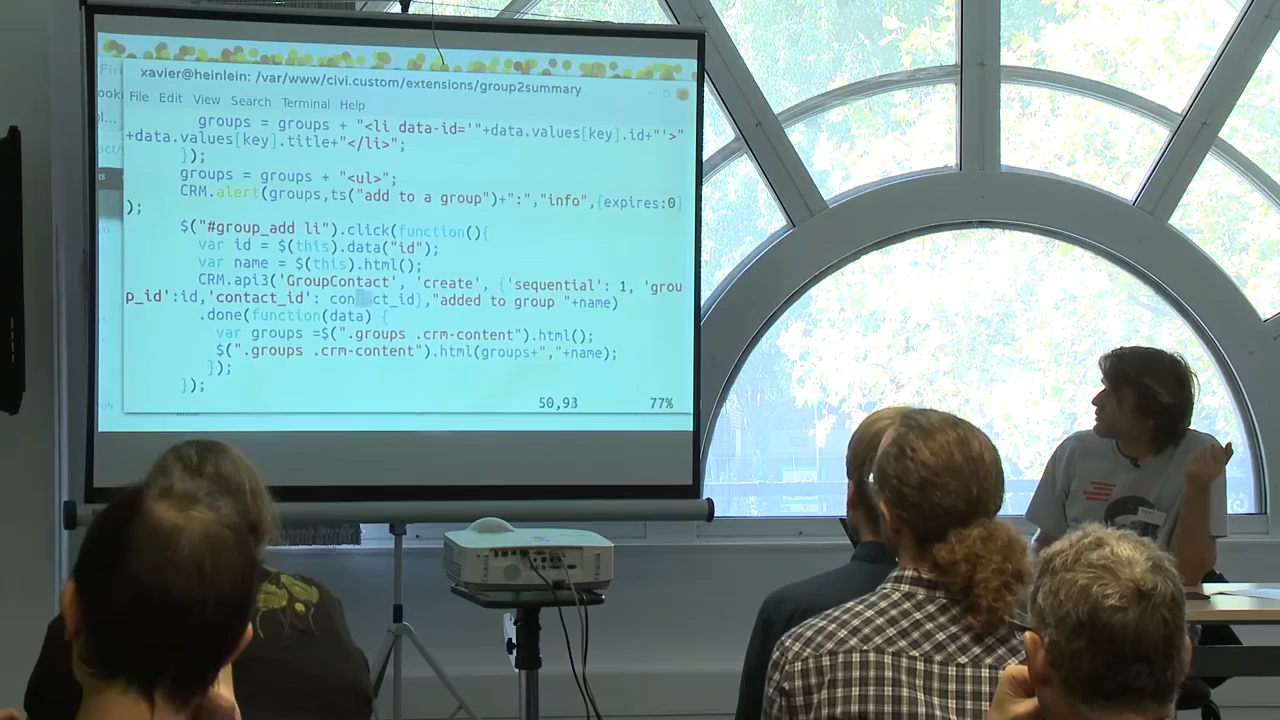 xavier@heinlein: /var/www/civi.custom/extensions/group2summary
File Edit View Search Terminal Help
groups = groups + "<li data-id='"+data.values[key].id+"'>"
+data.values[key].title+"</li>";
});
groups = groups + "<ul>";
CRM.alert(groups,ts("add to a group")+":","info",{expires:0}
);
$("#group_add li").click(function(){
var id = $(this).data("id");
var name = $(this).html();
CRM.api3('GroupContact', 'create', {'sequential': 1, 'grou
p_id':id,'contact_id': contact_id},"added to group "+name)
.done(function(data) {
var groups =$(".groups .crm-content").html();
$(".groups .crm-content").html(groups+","+name);
});
});
50,93 77%